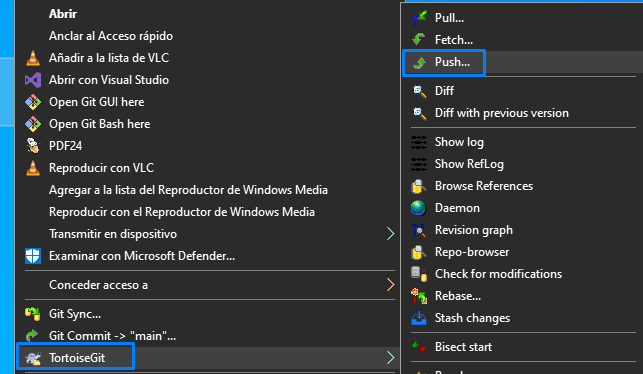 Abrir
Anclar al Acceso rápido
Añadir a la lista de VLC
Abrir con Visual Studio
Open Git GUI here
Open Git Bash here
PDF24
Reproducir con VLC
Agregar a la lista del Reproductor de Windows Media
Reproducir con el Reproductor de Windows Media
Transmitir en dispositivo
Examinar con Microsoft Defender...
Conceder acceso a
Git Sync...
Git Commit -> "main"...
TortoiseGit
Pull...
Fetch...
Push...
Diff
Diff with previous version
Show log
Show RefLog
Browse References
Daemon
Revision graph
Repo-browser
Check for modifications
Rebase...
Stash changes
Bisect start